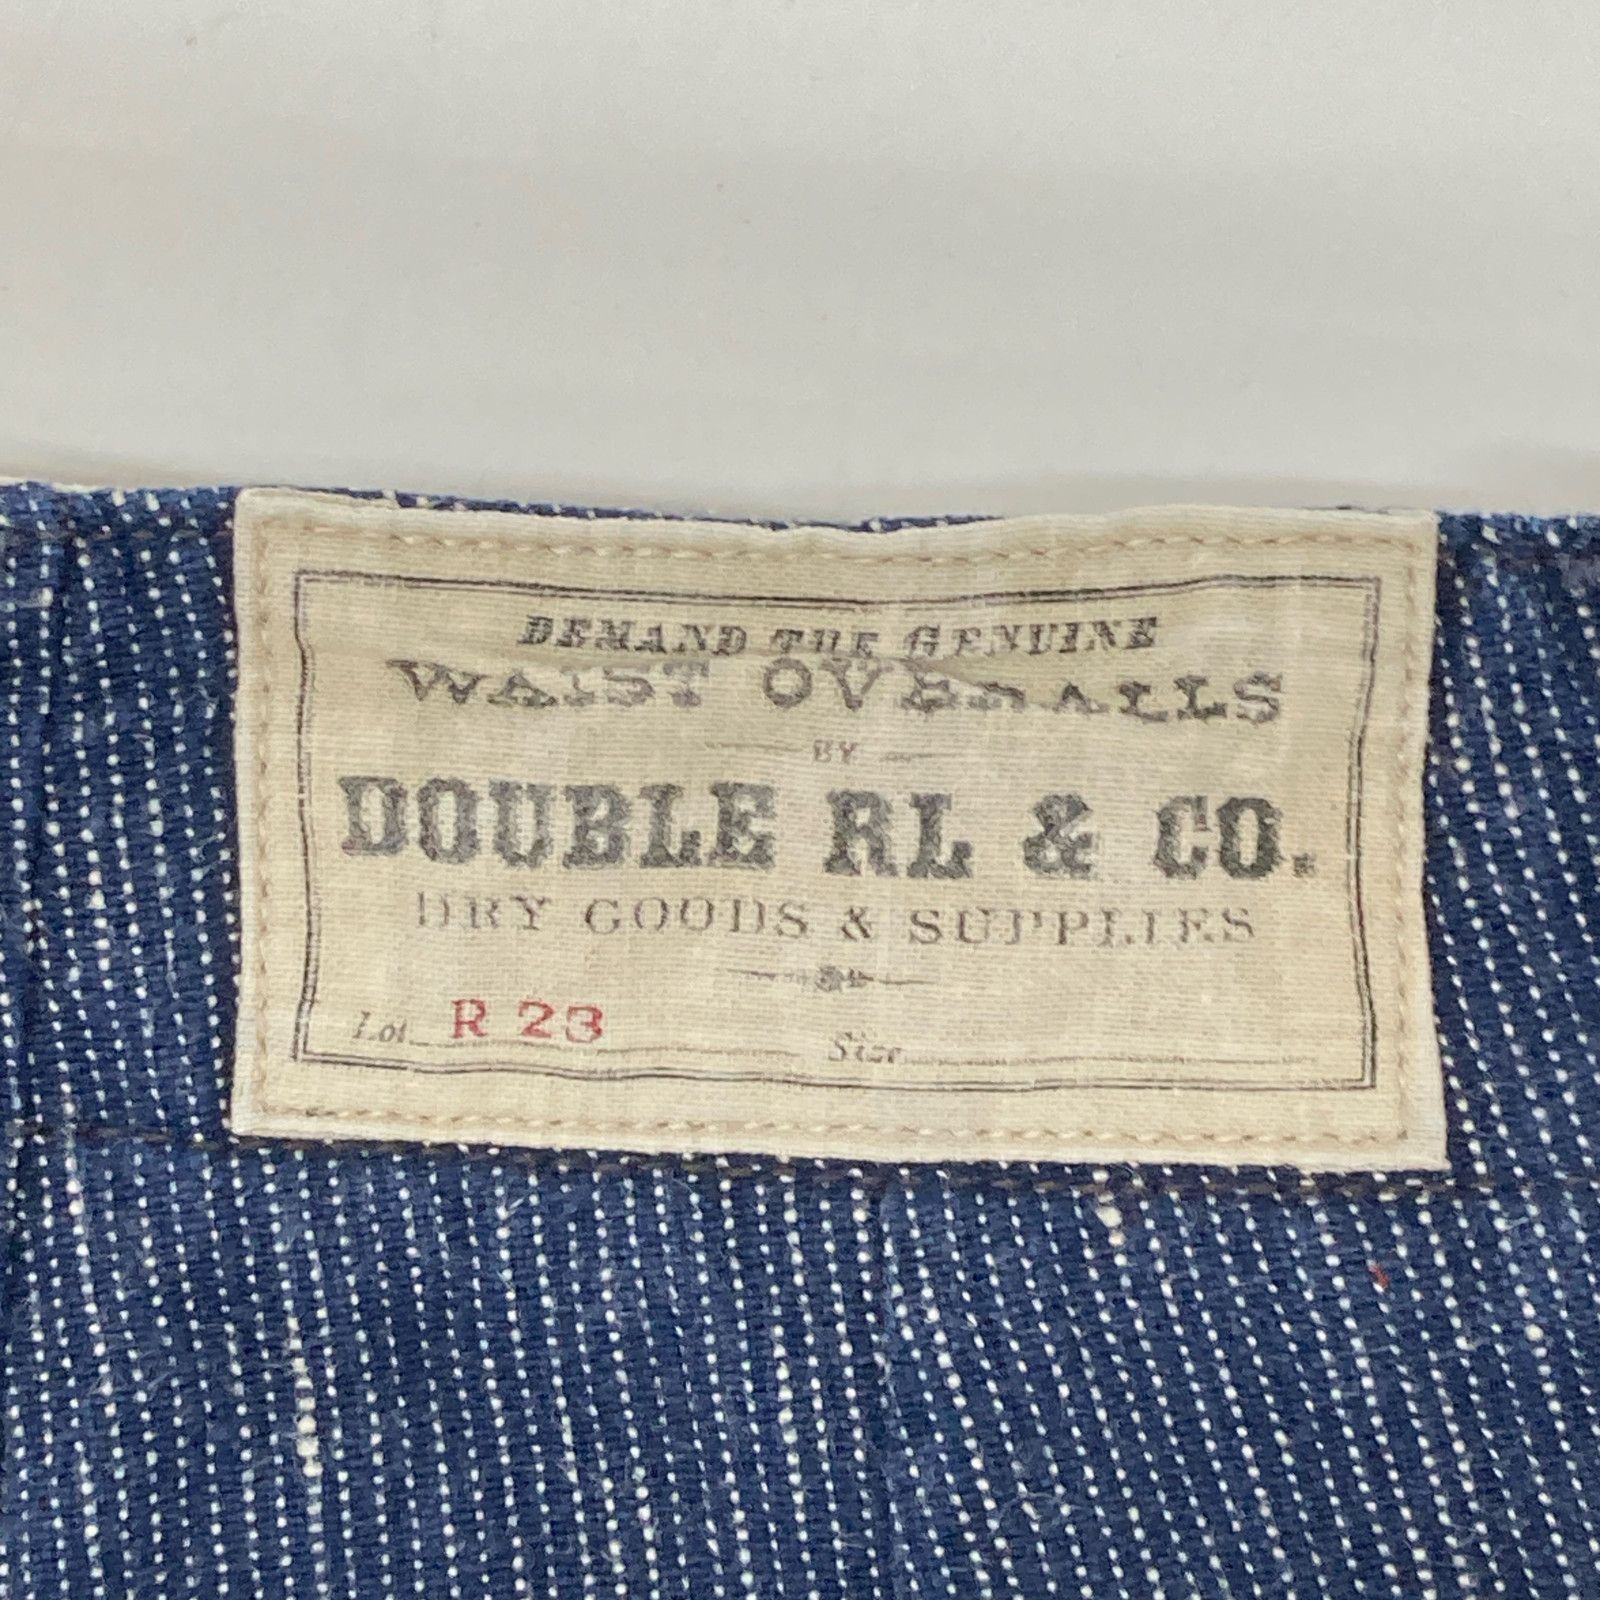 DEMAND THE GENUINE
WAIST OVERALLS
BY
DOUBLE RL & CO.
DRY GOODS & SUPPLIES
Lot R 23 Size